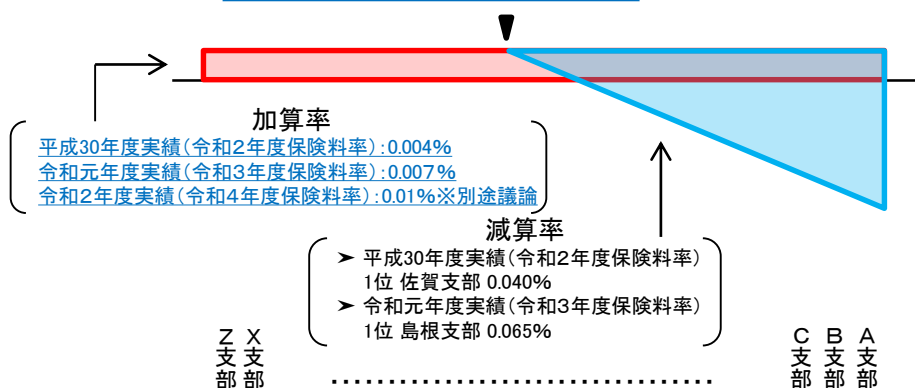 加算率
平成30年度実績(令和2年度保険料率):0.004%
令和元年度実績(令和3年度保険料率):0.007%
令和2年度実績(令和4年度保険料率):0.01%※別途議論
減算率
➤ 平成30年度実績(令和2年度保険料率)
1位 佐賀支部 0.040%
➤ 令和元年度実績(令和3年度保険料率)
1位 島根支部 0.065%
Z支部
X支部
C支部
B支部
A支部